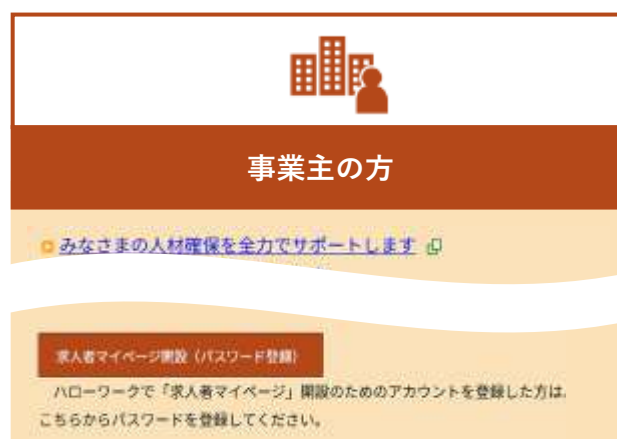 事業主の方
みなさまの人材確保を全力でサポートします
求人者マイページ開設（パスワード登録）
ハローワークで「求人者マイページ」開設のためのアカウントを登録した方は、
こちらからパスワードを登録してください。